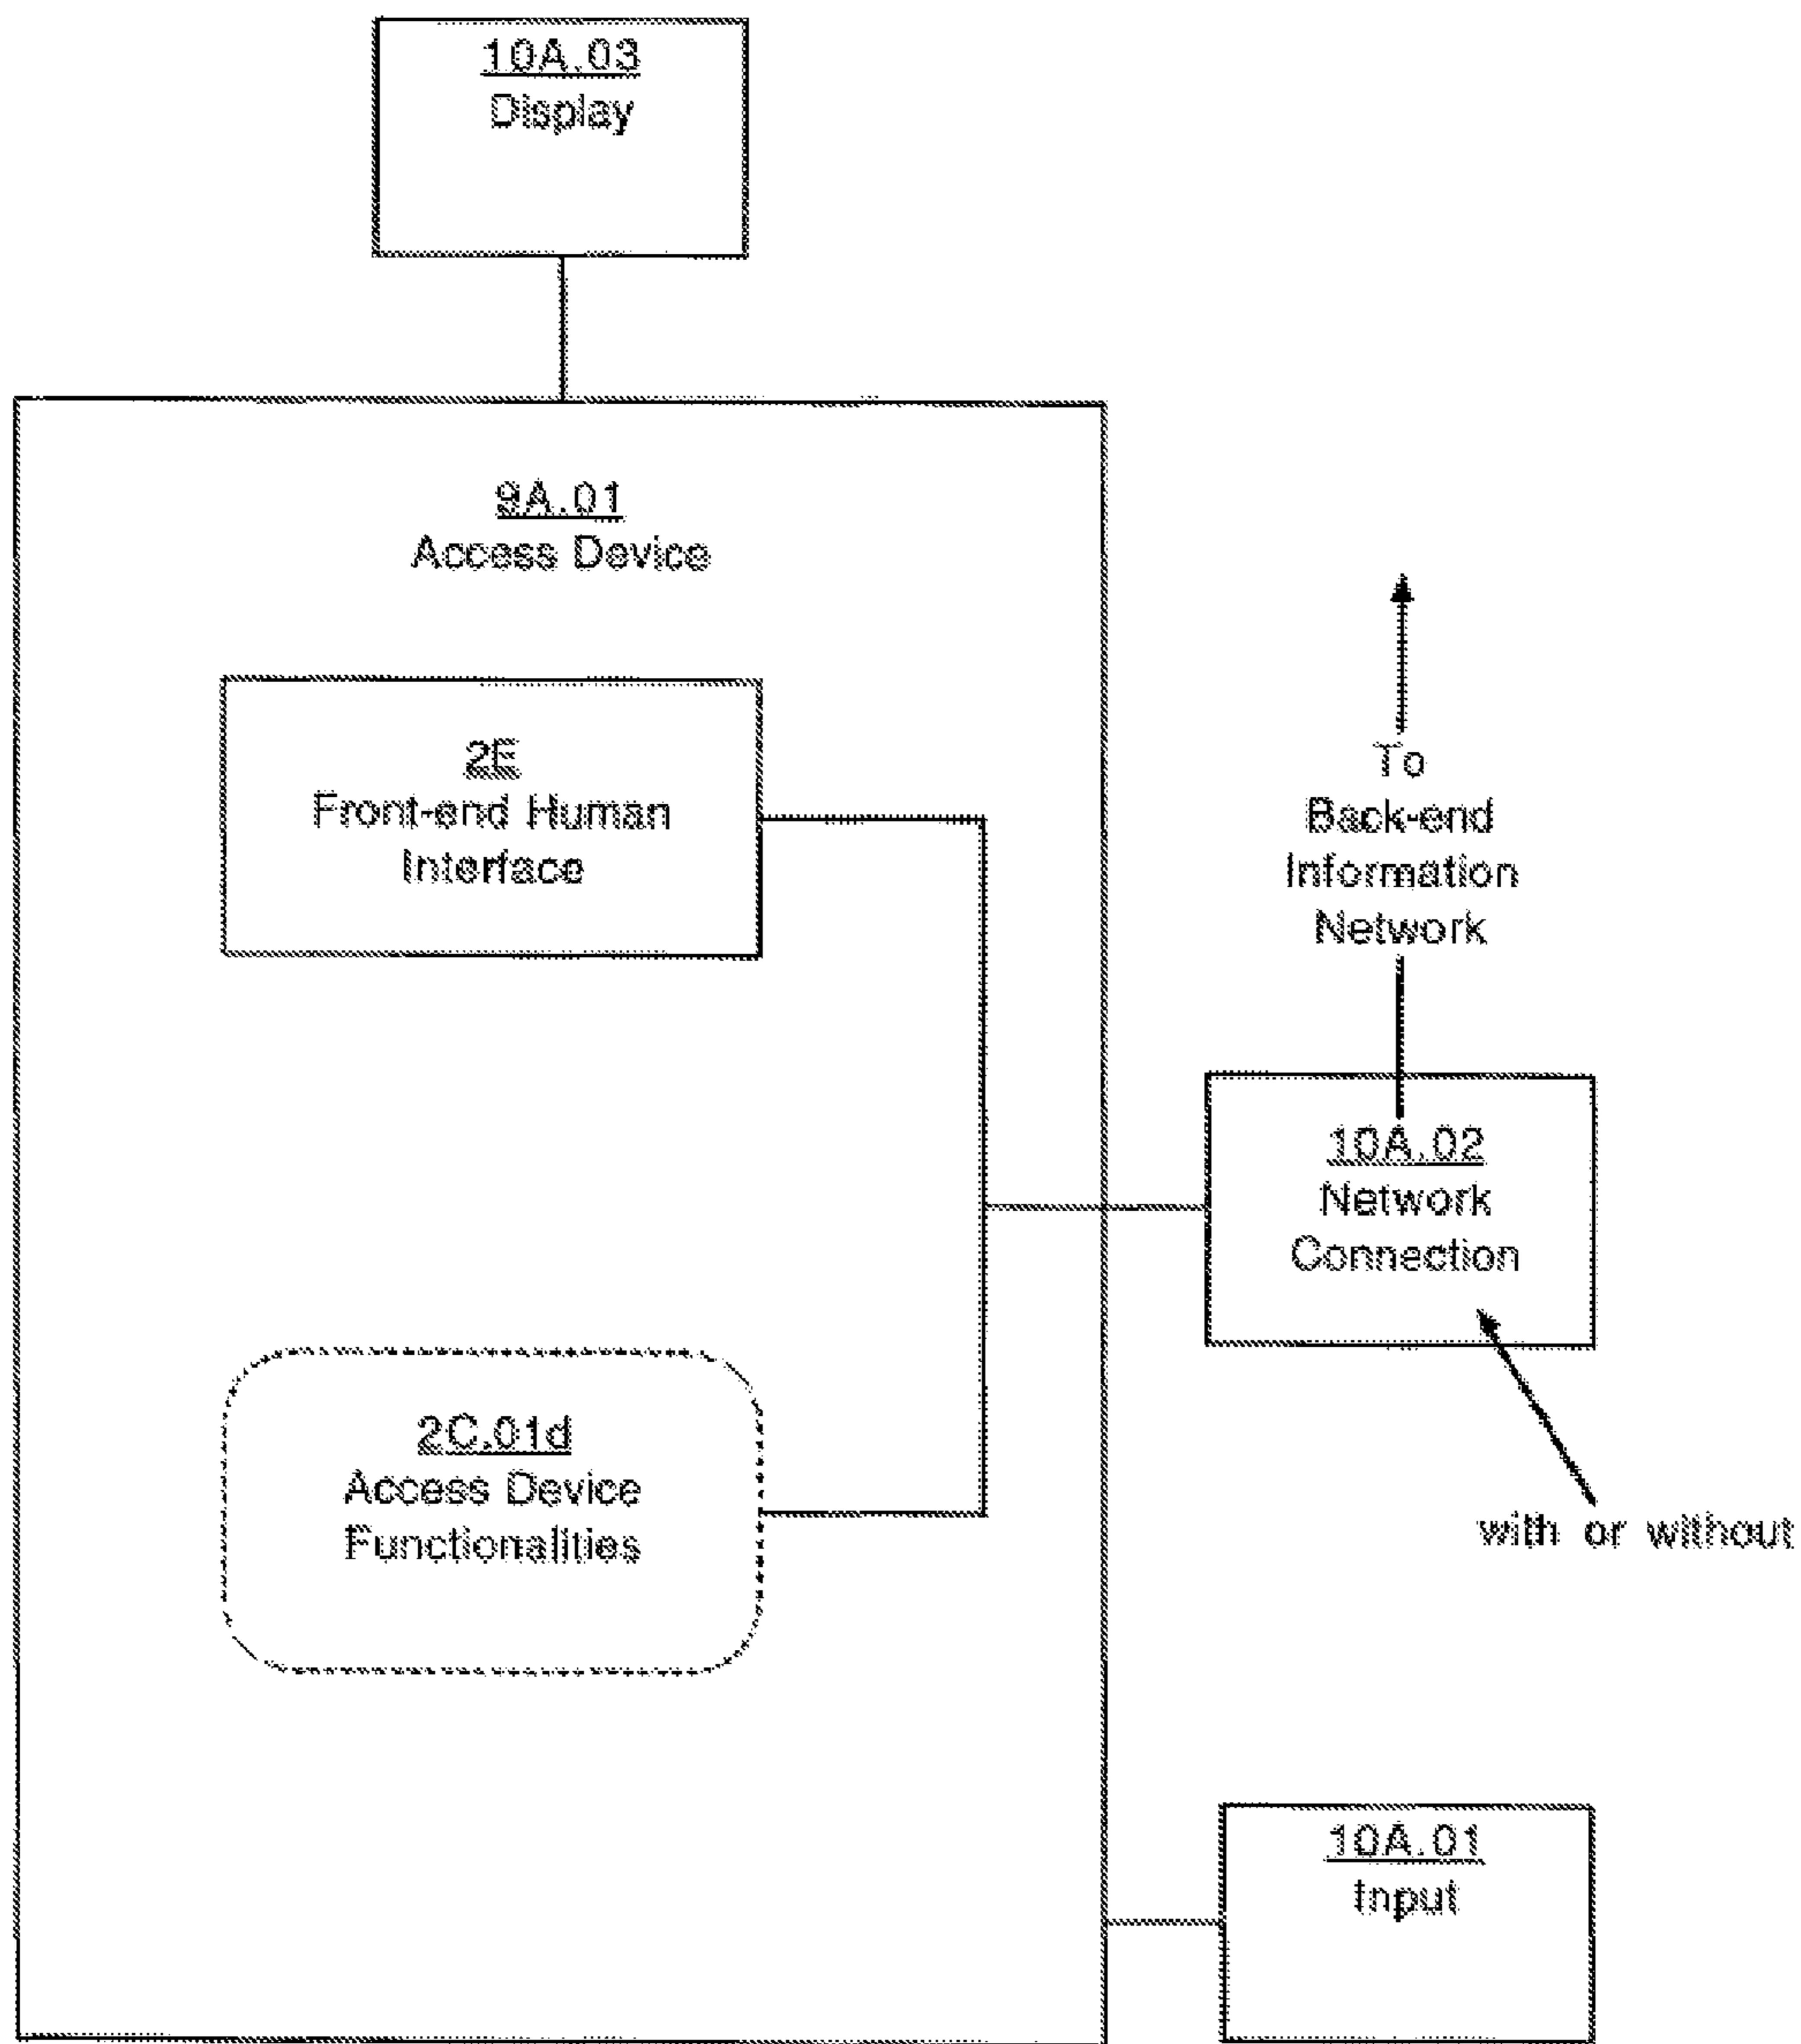 10A.03
Display
9A.01
Access Device
2E
Front-end Human
Interface
To
Back-end
Information
Network
10A.02
Network
Connection
2C.01d
Access Device
Functionalities
with or without
10A.01
Input